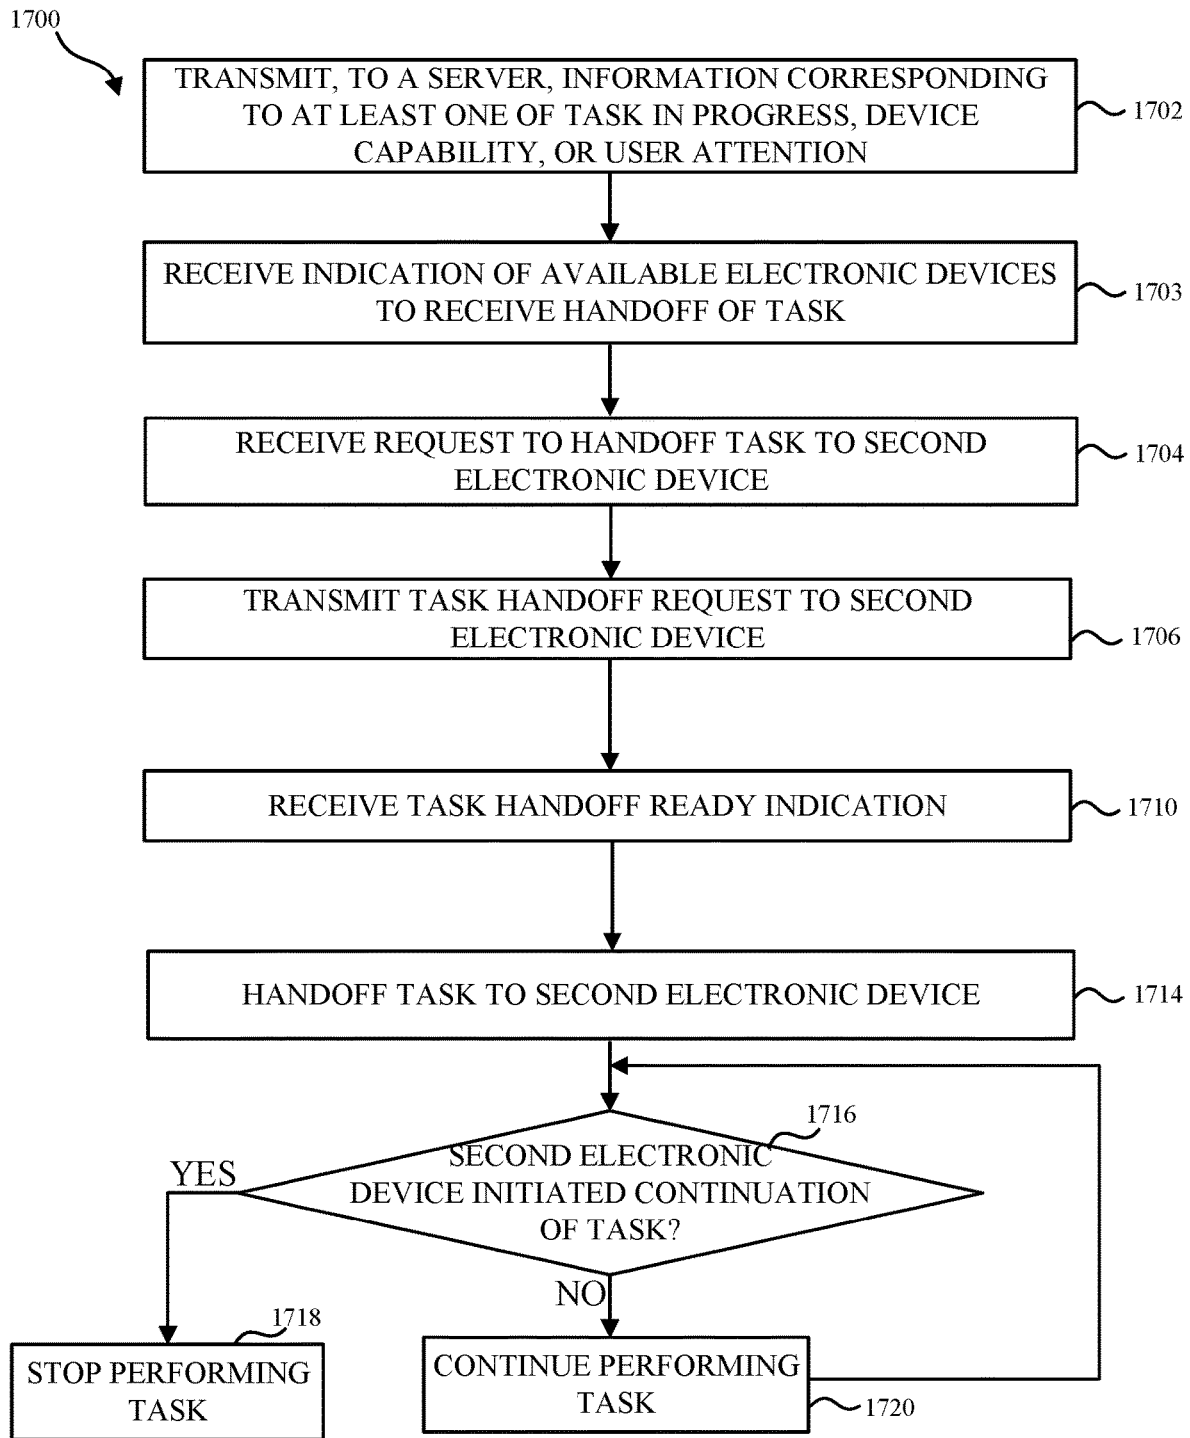 1700
TRANSMIT, TO A SERVER, INFORMATION CORRESPONDING
TO AT LEAST ONE OF TASK IN PROGRESS, DEVICE
CAPABILITY, OR USER ATTENTION
1702
RECEIVE INDICATION OF AVAILABLE ELECTRONIC DEVICES
TO RECEIVE HANDOFF OF TASK
1703
RECEIVE REQUEST TO HANDOFF TASK TO SECOND
ELECTRONIC DEVICE
1704
TRANSMIT TASK HANDOFF REQUEST TO SECOND
ELECTRONIC DEVICE
1706
RECEIVE TASK HANDOFF READY INDICATION
1710
HANDOFF TASK TO SECOND ELECTRONIC DEVICE
1714
1716
SECOND ELECTRONIC
DEVICE INITIATED CONTINUATION
OF TASK?
YES
NO
1718
STOP PERFORMING
TASK
CONTINUE PERFORMING
TASK
1720